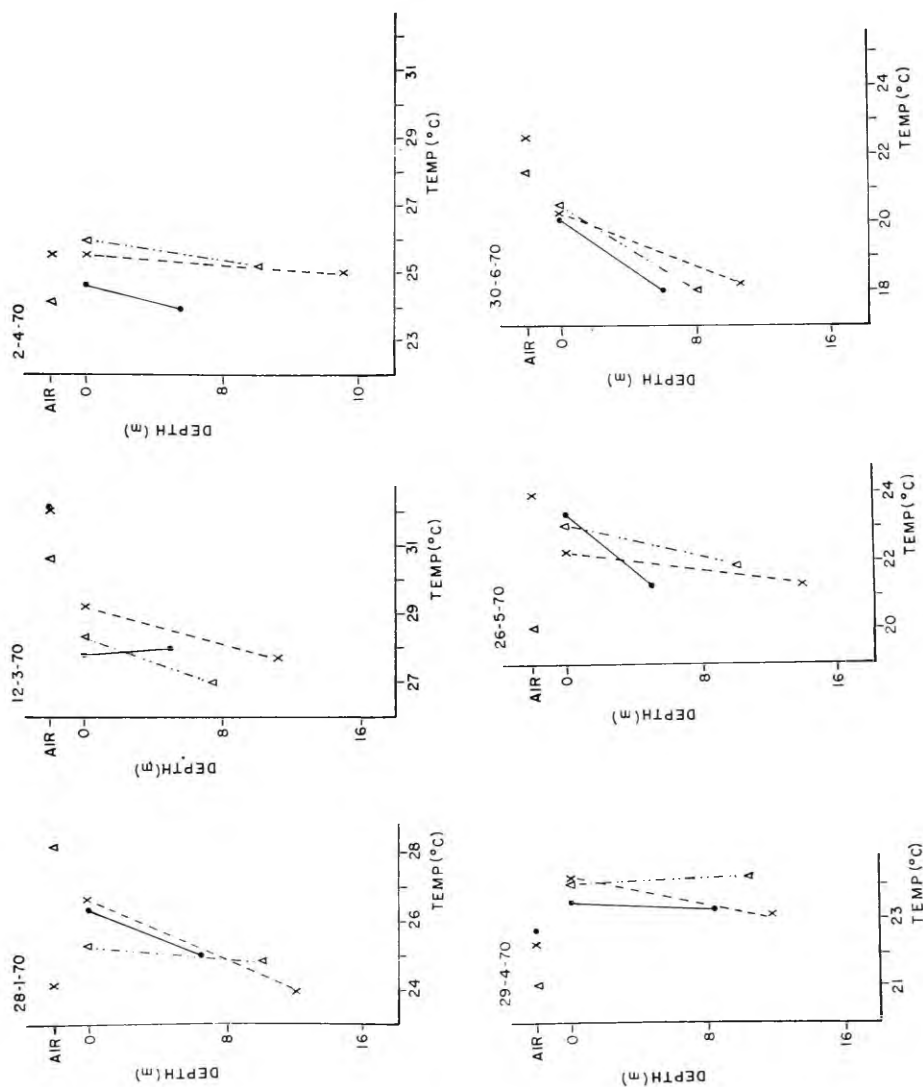 28-1-70
AIR
0
8
16
DEPTH(m)
24
26
28
TEMP(°C)
12-3-70
AIR
0
8
16
DEPTH(m)
27
29
31
TEMP(°C)
2-4-70
AIR
0
8
10
DEPTH(m)
23
25
27
29
31
TEMP(°C)
29-4-70
AIR
0
8
16
DEPTH(m)
21
23
TEMP(°C)
26-5-70
AIR
0
8
16
DEPTH(m)
20
22
24
TEMP(°C)
30-6-70
AIR
0
8
16
DEPTH (m)
18
20
22
24
TEMP(°C)